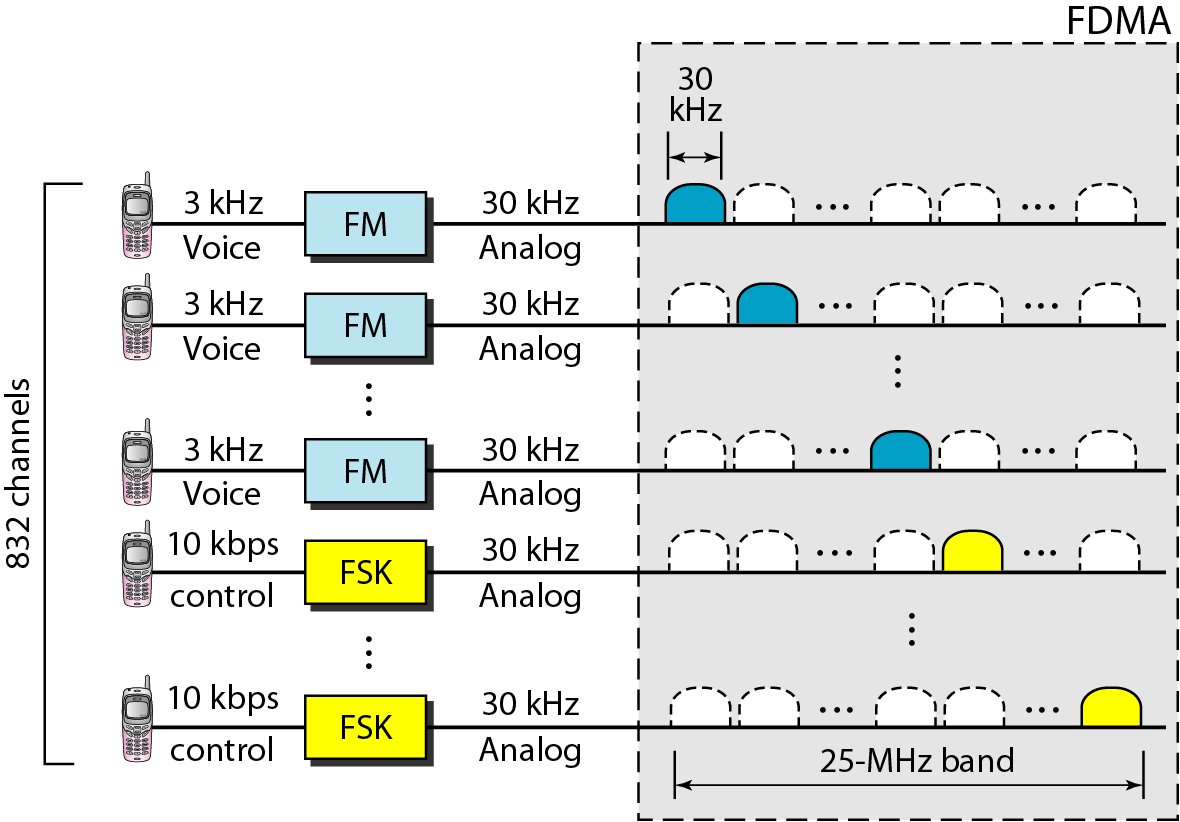 FDMA
30
kHz
3 kHz
Voice
FM
30 kHz
Analog
...
...
3 kHz
Voice
FM
30 kHz
Analog
...
...
3 kHz
Voice
FM
30 kHz
Analog
...
...
832 channels
10 kbps
control
FSK
30 kHz
Analog
...
...
10 kbps
control
FSK
30 kHz
Analog
...
...
25-MHz band